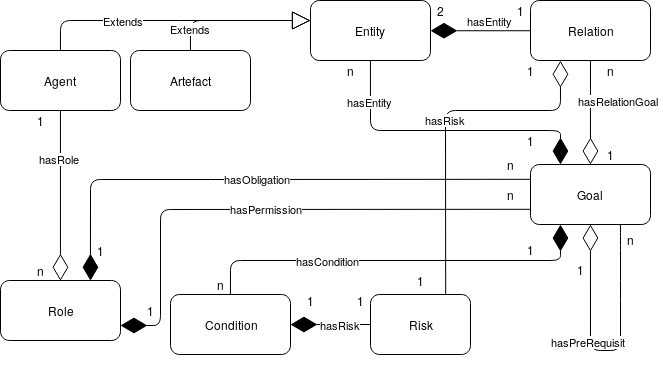 2
1
Extends
hasEntity
Extends
Entity
Relation
n
1
n
Agent
Artefact
hasEntity
hasRelationGoal
1
hasRisk
1
1
hasRole
n
hasObligation
n
Goal
hasPermission
1
1
n
hasCondition
n
1
1
n
1
1
Role
1
Condition
hasRisk
Risk
hasPreRequisit